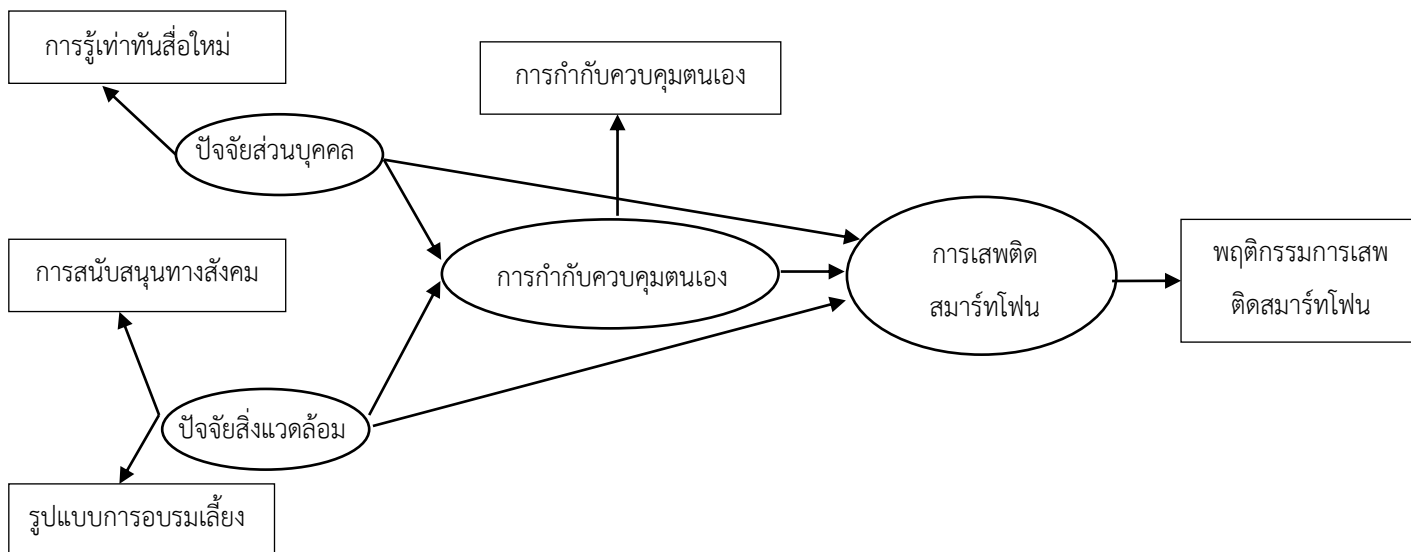 การรู้เท่าทันสื่อใหม่
การกำกับควบคุมตนเอง
ปัจจัยส่วนบุคคล
การสนับสนุนทางสังคม
การกำกับควบคุมตนเอง
การเสพติด
สมาร์ทโฟน
พฤติกรรมการเสพ
ติดสมาร์ทโฟน
ปัจจัยสิ่งแวดล้อม
รูปแบบการอบรมเลี้ยง